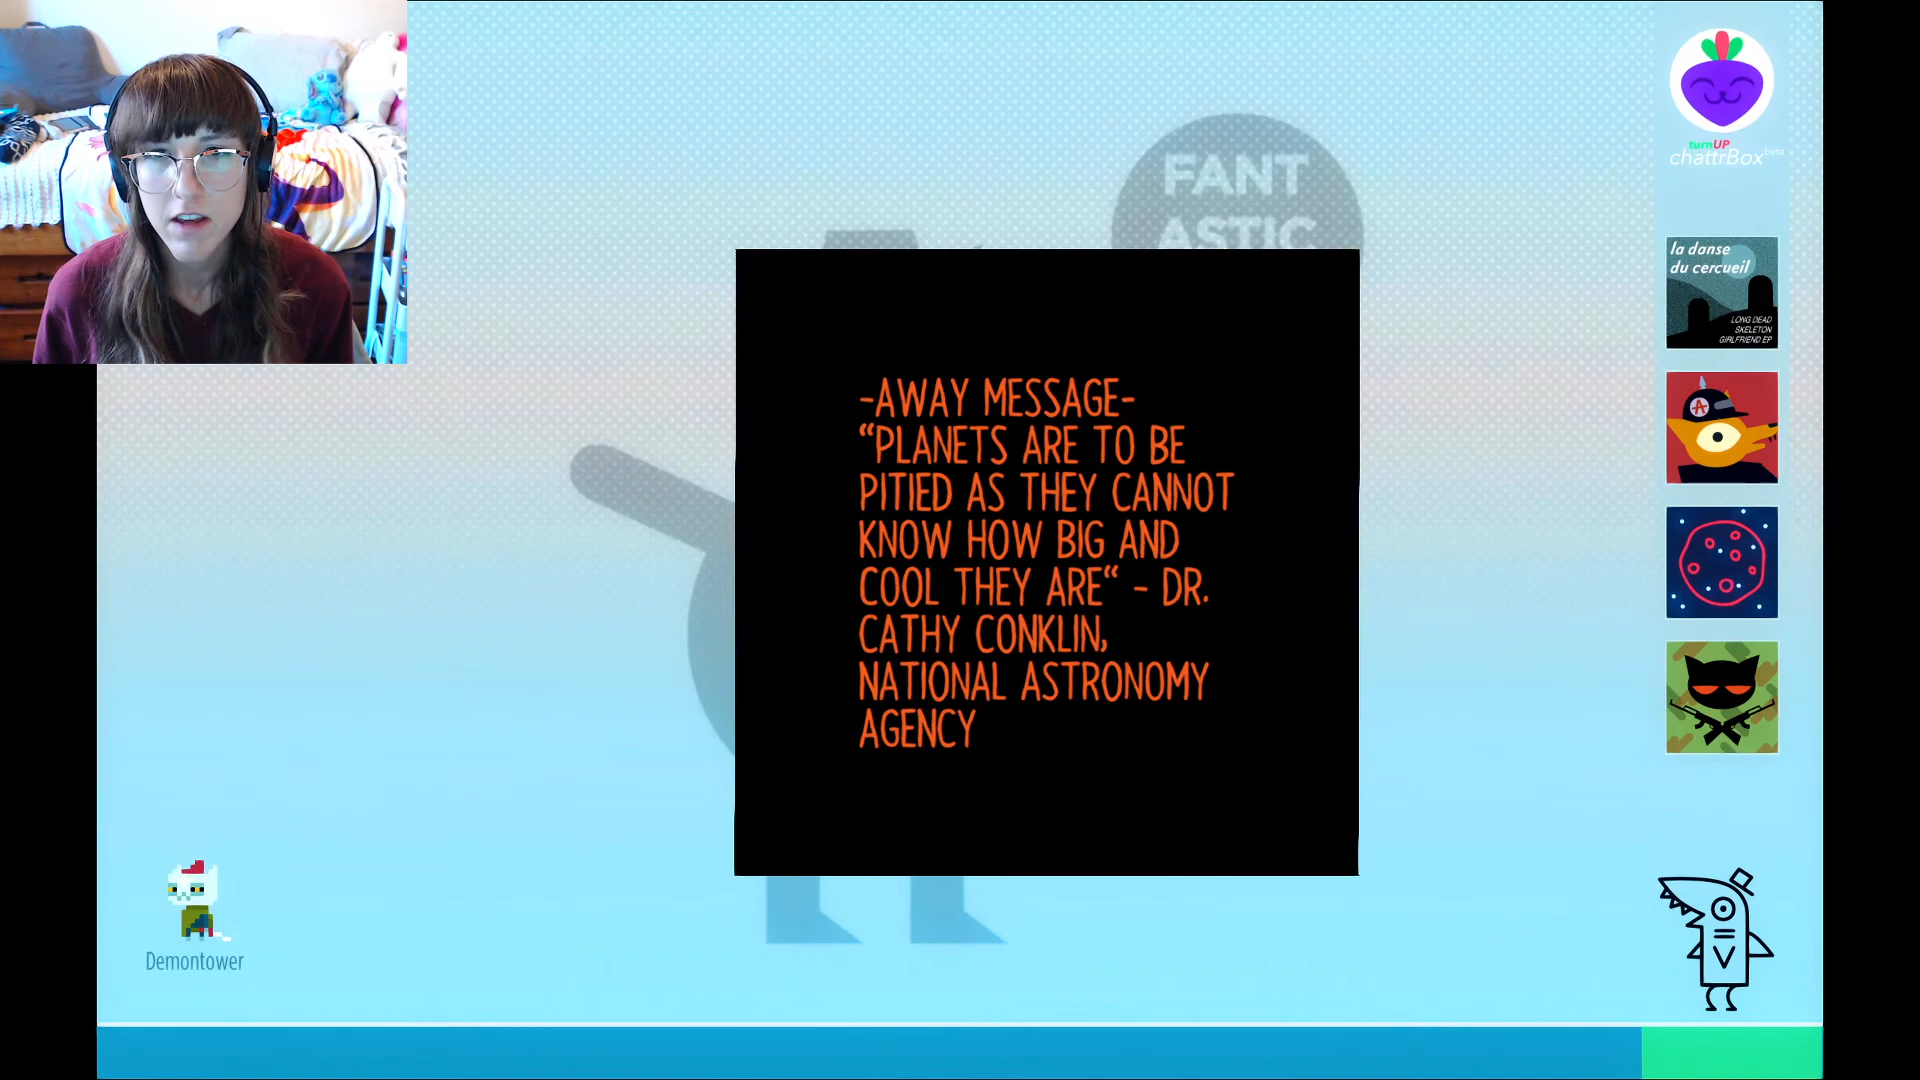 FANT
ASTIC
-AWAY MESSAGE-
“PLANETS ARE TO BE
PITIED AS THEY CANNOT
KNOW HOW BIG AND
COOL THEY ARE“ - DR.
CATHY CONKLIN,
NATIONAL ASTRONOMY
AGENCY
turnUP
chattrBox beta
la danse
du cercueil
LONG DEAD
SKELETON
GIRLFRIEND EP
A
Demontower